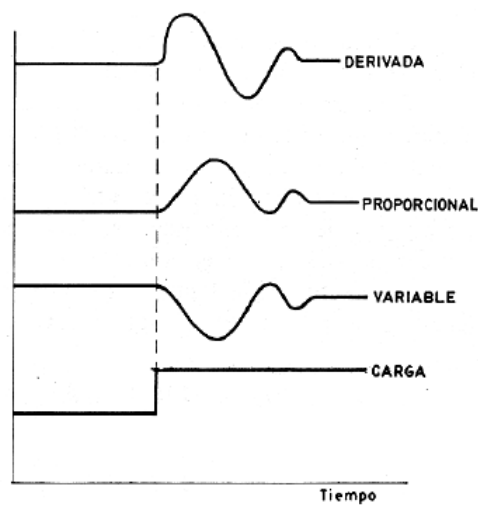 DERIVADA
PROPORCIONAL
VARIABLE
CARGA
Tiempo